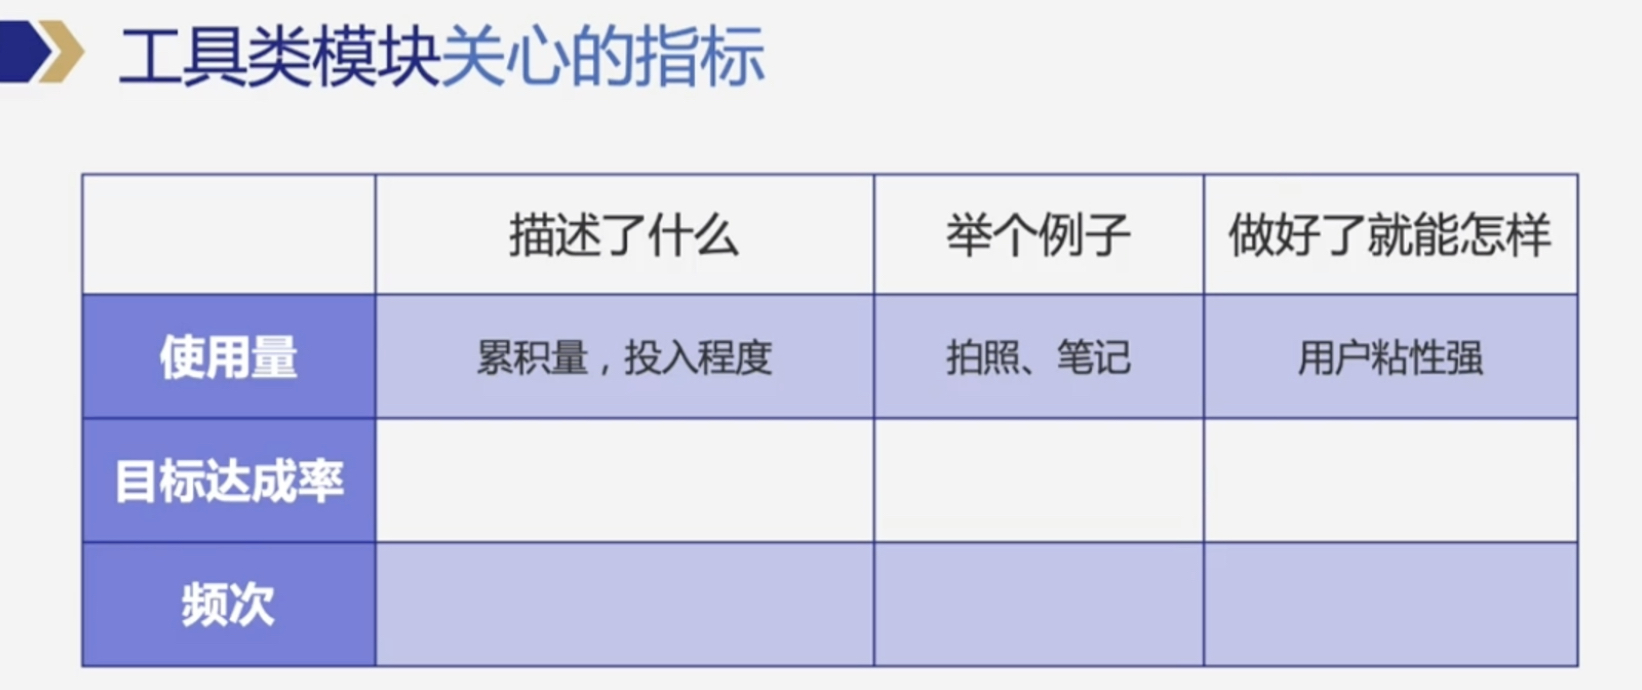 工具类模块关心的指标
描述了什么 举个例子 做好了就能怎样
使用量 累积量，投入程度 拍照、笔记 用户粘性强
目标达成率
频次